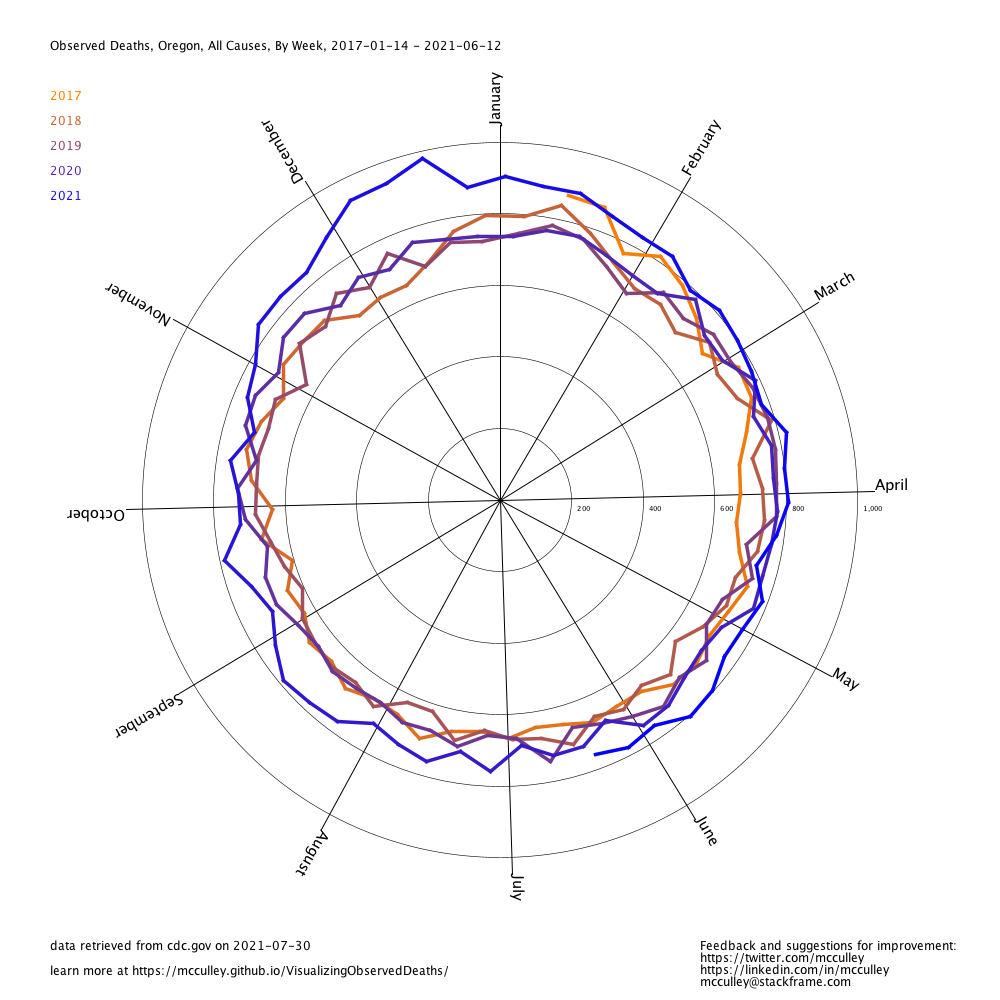 Observed Deaths, Oregon, All Causes, By Week, 2017-01-14 - 2021-06-12
2017
2018
2019
2020
2021
January
February
March
April
May
June
July
August
September
October
November
December
200
400
600
800
1,000
data retrieved from cdc.gov on 2021-07-30
learn more at https://mcculley.github.io/VisualizingObservedDeaths/
Feedback and suggestions for improvement:
https://twitter.com/mcculley
https://linkedin.com/in/mcculley
mcculley@stackframe.com